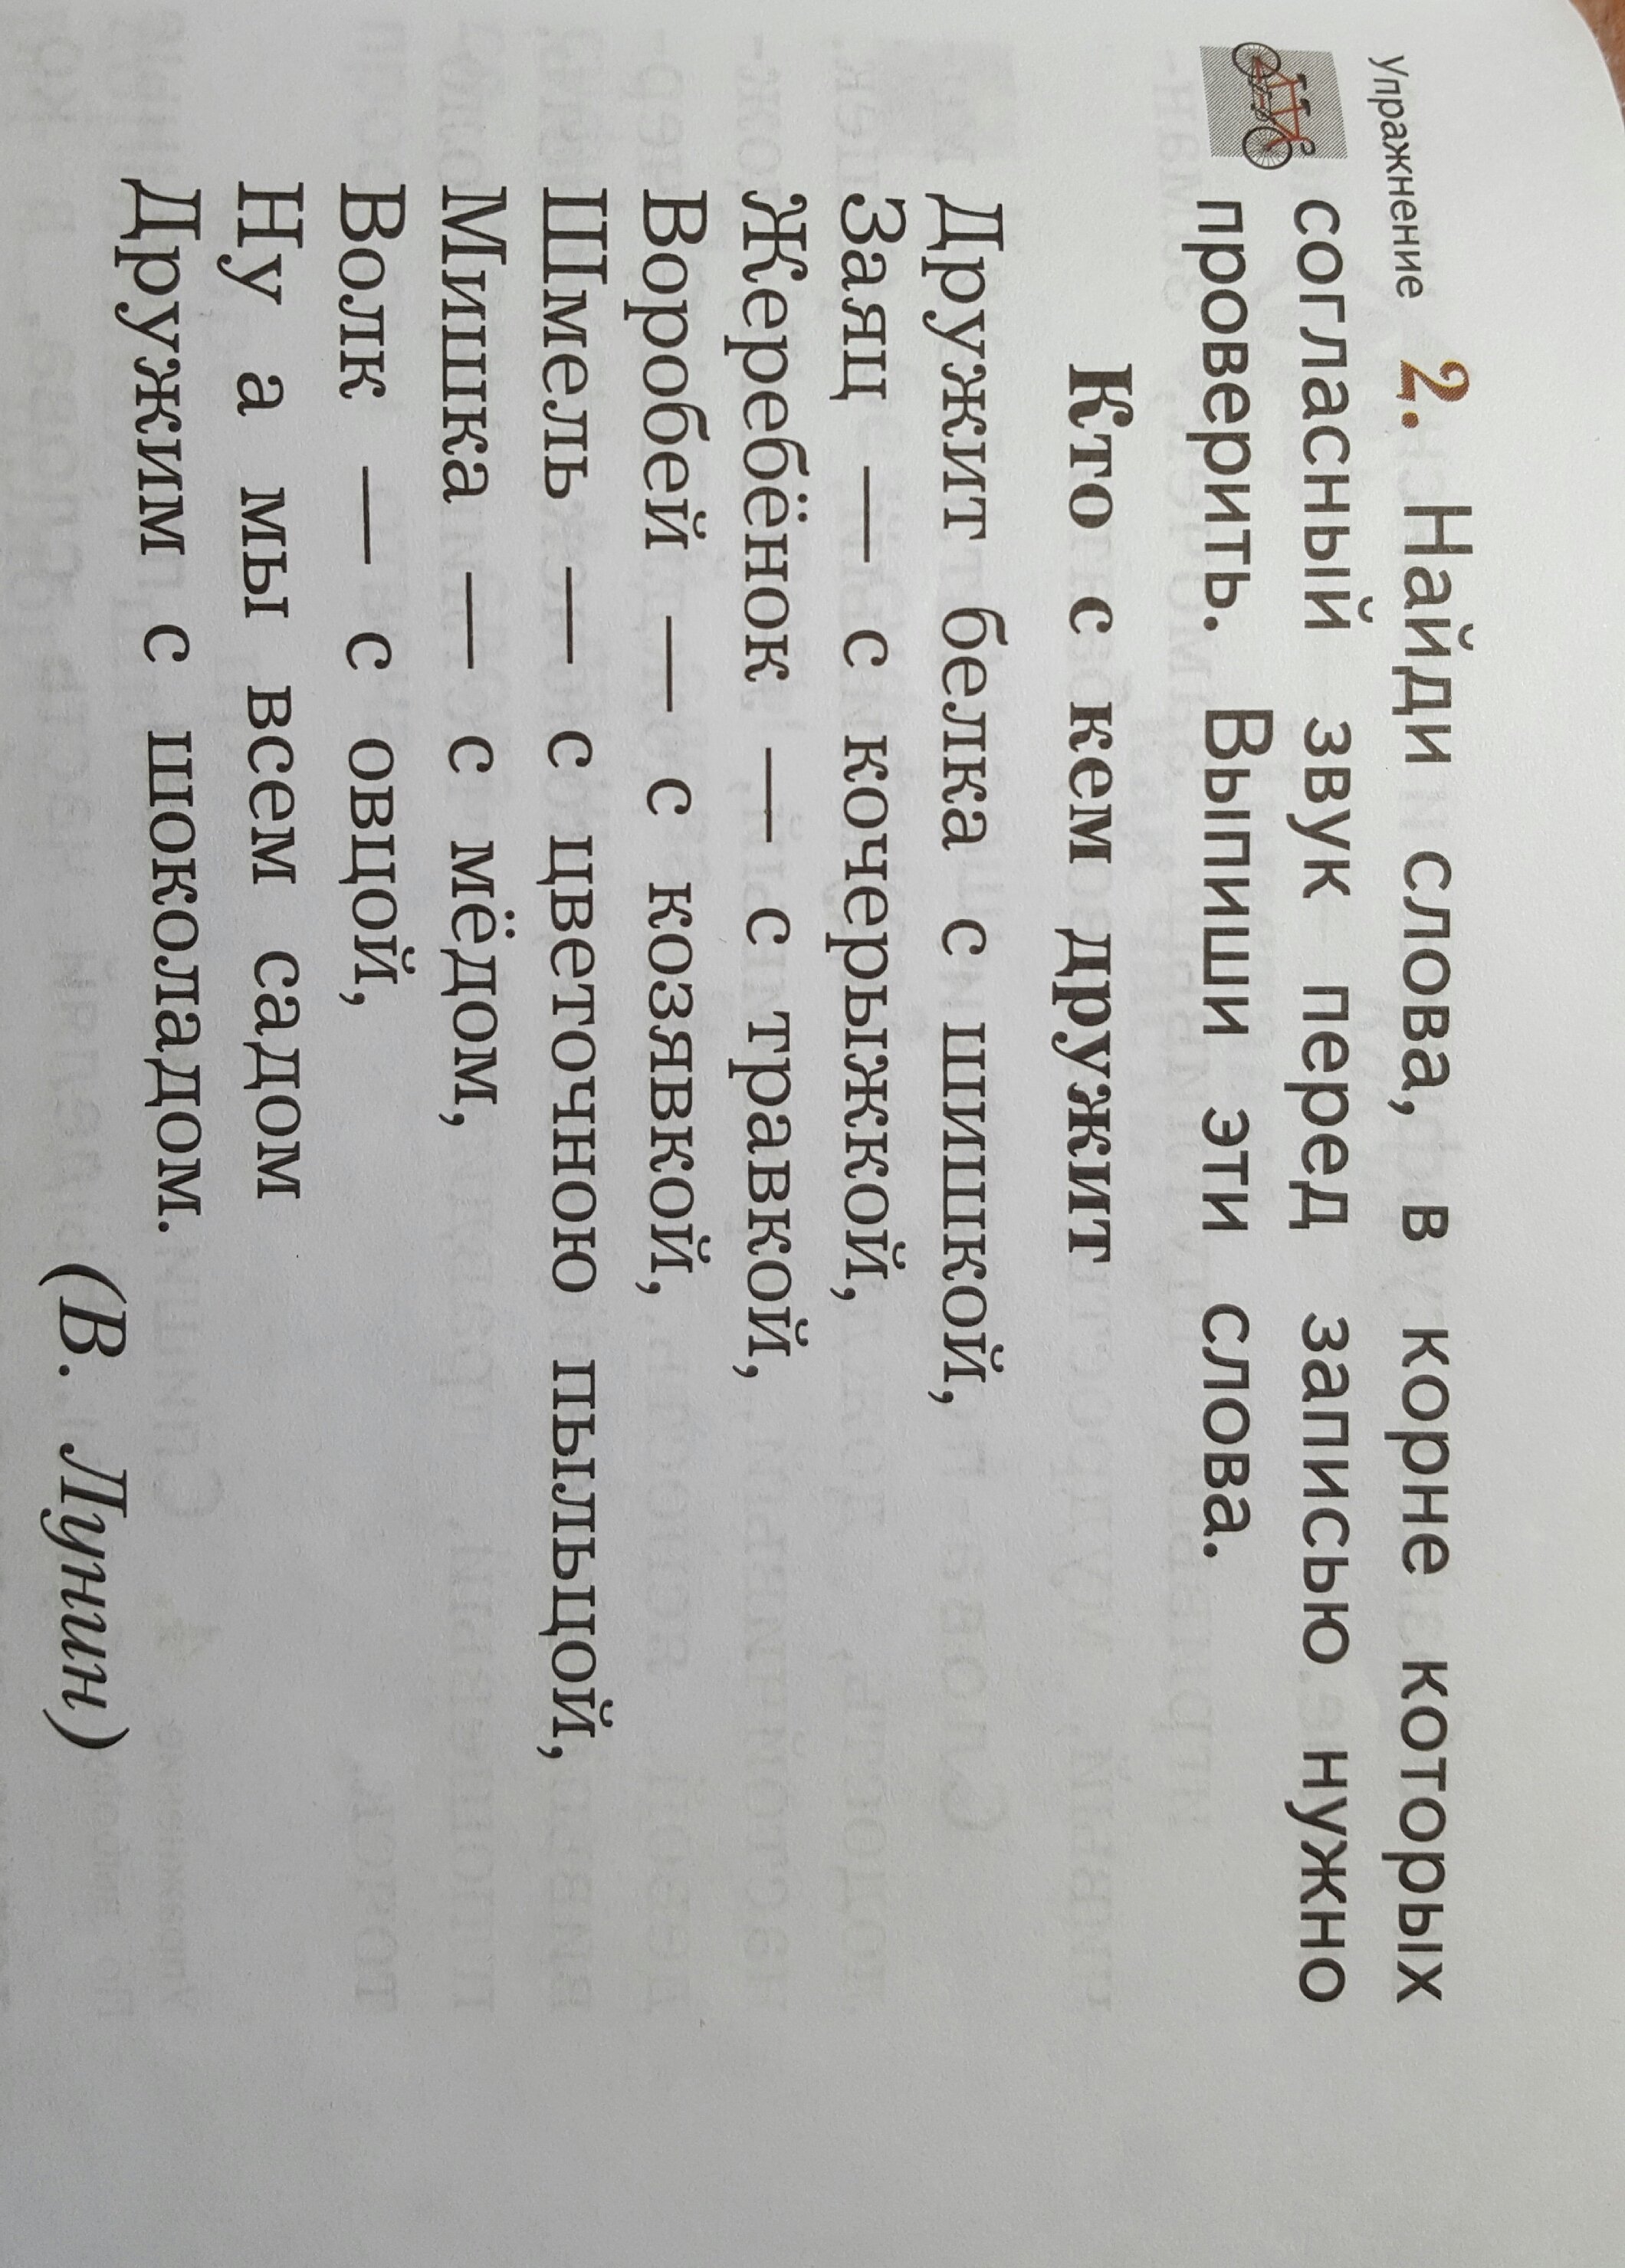 Упражнение 2. Найди слова, в корне которых
согласный звук перед записью нужно
проверить. Выпиши эти слова.
Кто с кем дружит
Дружит белка с шишкой,
Заяц — с кочерыжкой,
Жеребёнок — с травкой,
Воробей — с козявкой,
Шмель — с цветочною пыльцой,
Мишка — с мёдом,
Волк — с овцой,
Ну а мы всем садом
Дружим с шоколадом.
(В. Лунин)